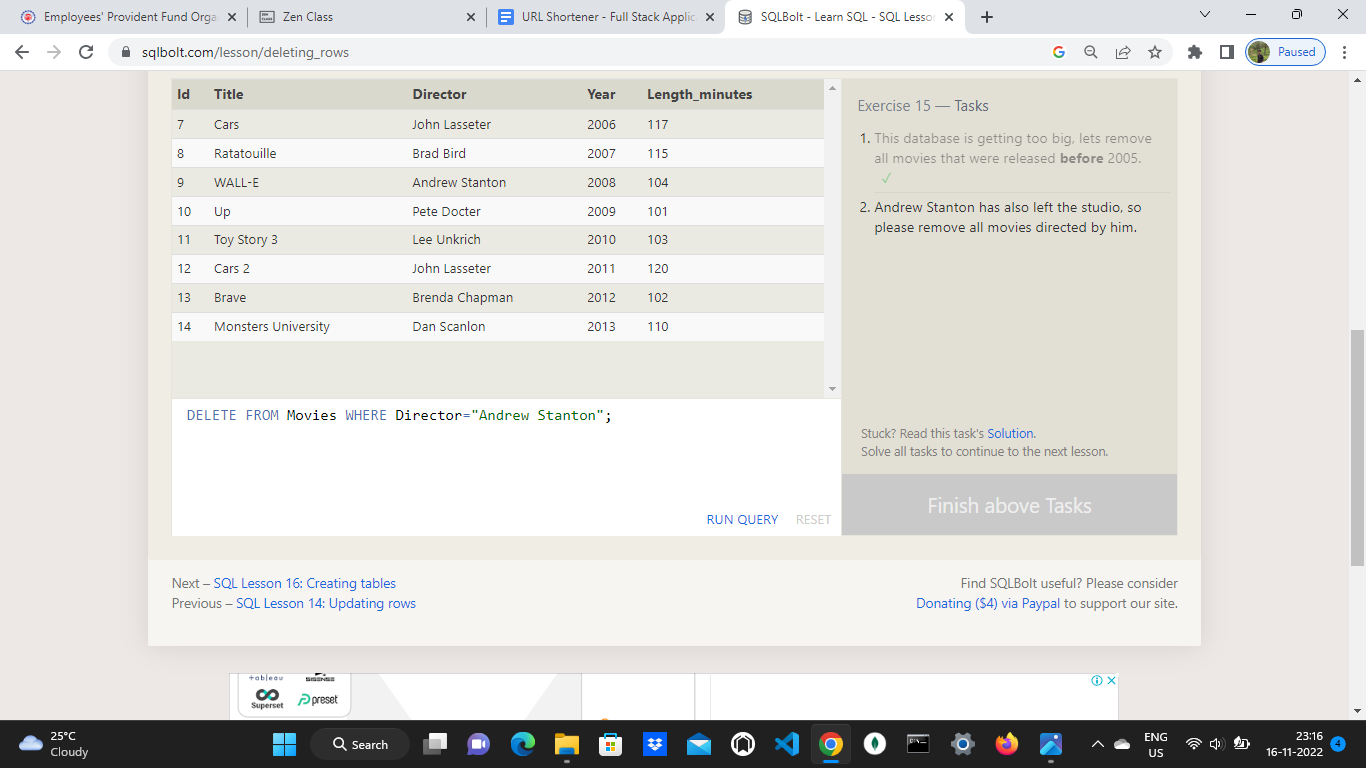 Employees' Provident Fund Orga
Zen Class
URL Shortener - Full Stack Applic
SQLBolt - Learn SQL - SQL Lesso
sqlbolt.com/lesson/deleting_rows
Paused
Id Title Director Year Length_minutes
7 Cars John Lasseter 2006 117
8 Ratatouille Brad Bird 2007 115
9 WALL-E Andrew Stanton 2008 104
10 Up Pete Docter 2009 101
11 Toy Story 3 Lee Unkrich 2010 103
12 Cars 2 John Lasseter 2011 120
13 Brave Brenda Chapman 2012 102
14 Monsters University Dan Scanlon 2013 110
DELETE FROM Movies WHERE Director="Andrew Stanton";
RUN QUERY RESET
Exercise 15 — Tasks
1. This database is getting too big, lets remove
all movies that were released before 2005.
✓
2. Andrew Stanton has also left the studio, so
please remove all movies directed by him.
Stuck? Read this task's Solution.
Solve all tasks to continue to the next lesson.
Finish above Tasks
Next – SQL Lesson 16: Creating tables
Previous – SQL Lesson 14: Updating rows
Find SQLBolt useful? Please consider
Donating ($4) via Paypal to support our site.
+ableau
SISENSE
Superset
preset
25°C
Cloudy
Search
ENG
US
23:16
16-11-2022
4